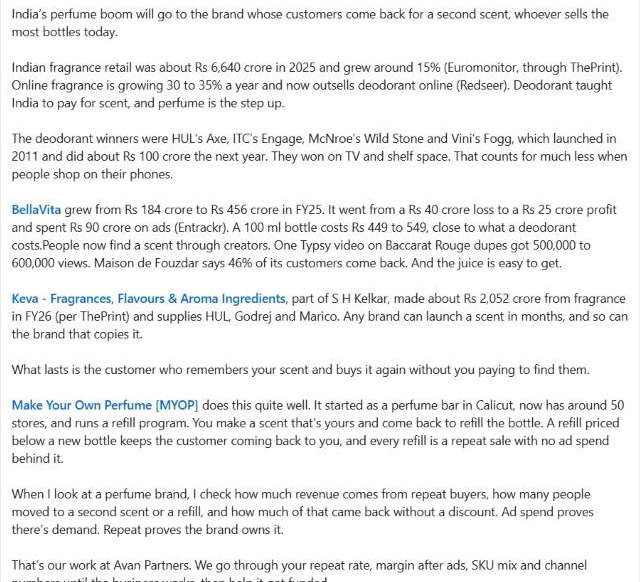 India's perfume boom will go to the brand whose customers come back for a second scent, whoever sells the
most bottles today.
Indian fragrance retail was about Rs 6,640 crore in 2025 and grew around 15% (Euromonitor, through ThePrint).
Online fragrance is growing 30 to 35% a year and now outsells deodorant online (Redseer). Deodorant taught
India to pay for scent, and perfume is the step up.
The deodorant winners were HUL's Axe, ITC's Engage, McNroe's Wild Stone and Vini's Fogg, which launched in
2011 and did about Rs 100 crore the next year. They won on TV and shelf space. That counts for much less when
people shop on their phones.
BellaVita grew from Rs 184 crore to Rs 456 crore in FY25. It went from a Rs 40 crore loss to a Rs 25 crore profit
and spent Rs 90 crore on ads (Entrackr). A 100 ml bottle costs Rs 449 to 549, close to what a deodorant
costs.People now find a scent through creators. One Typsy video on Baccarat Rouge dupes got 500,000 to
600,000 views. Maison de Fouzdar says 46% of its customers come back. And the juice is easy to get.
Keva - Fragrances, Flavours & Aroma Ingredients, part of S H Kelkar, made about Rs 2,052 crore from fragrance
in FY26 (per ThePrint) and supplies HUL, Godrej and Marico. Any brand can launch a scent in months, and so can
the brand that copies it.
What lasts is the customer who remembers your scent and buys it again without you paying to find them.
Make Your Own Perfume [MYOP] does this quite well. It started as a perfume bar in Calicut, now has around 50
stores, and runs a refill program. You make a scent that's yours and come back to refill the bottle. A refill priced
below a new bottle keeps the customer coming back to you, and every refill is a repeat sale with no ad spend
behind it.
When I look at a perfume brand, I check how much revenue comes from repeat buyers, how many people
moved to a second scent or a refill, and how much of that came back without a discount. Ad spend proves
there's demand. Repeat proves the brand owns it.
That's our work at Avan Partners. We go through your repeat rate, margin after ads, SKU mix and channel
numbers until the business works, then help it get funded.